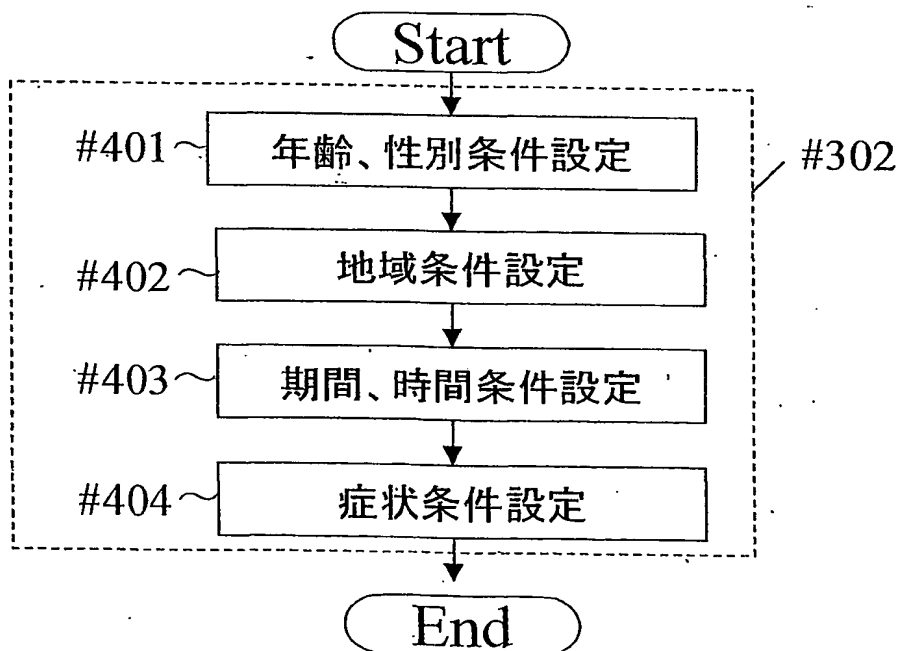 Start
#401 年齢、性別条件設定 #302
#402 地域条件設定
#403 期間、時間条件設定
#404 症状条件設定
End